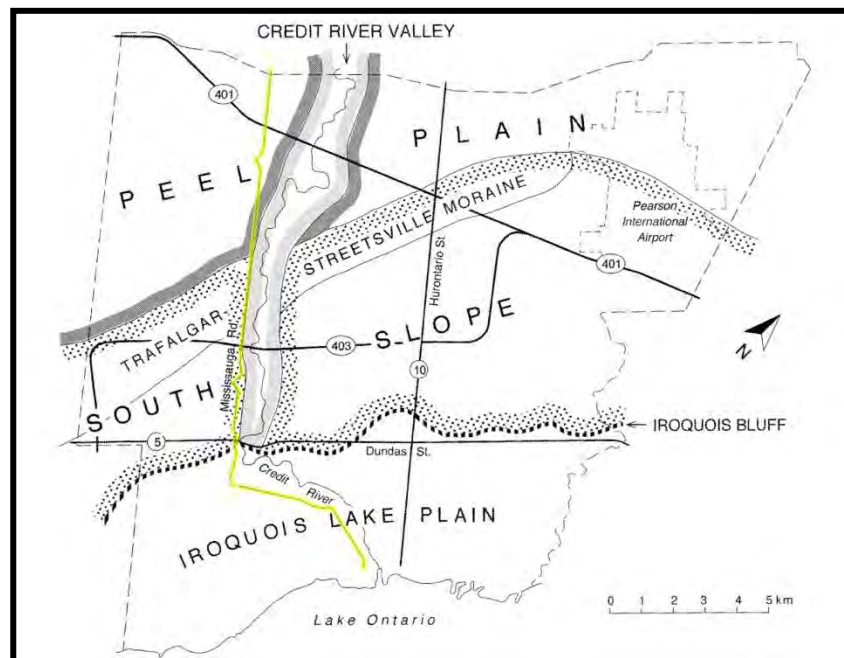 CREDIT RIVER VALLEY
401
PEEL PLAIN
STREETSVILLE MORAINE
Pearson
International
Airport
Hurontario St.
401
TRAFALGAR
SOUTH SLOPE
Mississauga Rd.
403
10
N
IROQUOIS BLUFF
5
Dundas St.
Credit River
IROQUOIS LAKE PLAIN
Lake Ontario
0 1 2 3 4 5 km